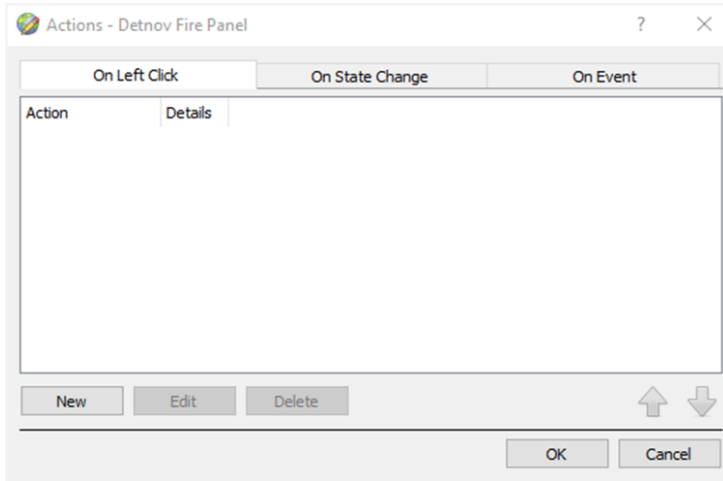 Actions - Detnov Fire Panel ?
On Left Click On State Change On Event
Action Details
New Edit Delete
OK Cancel